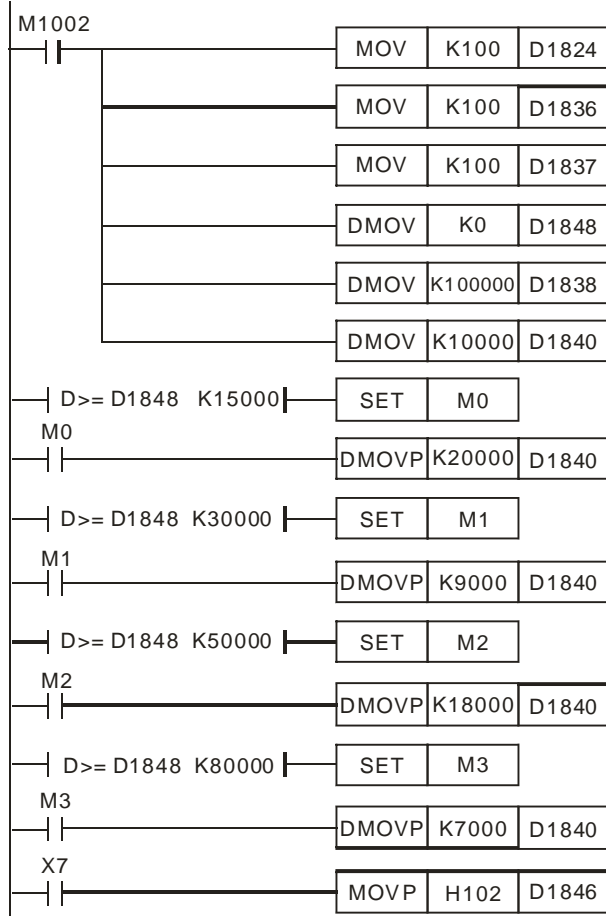 M1002
MOV K100 D1824
MOV K100 D1836
MOV K100 D1837
DMOV K0 D1848
DMOV K100000 D1838
DMOV K10000 D1840
D>= D1848 K15000 SET M0
M0
DMOVP K20000 D1840
D>= D1848 K30000 SET M1
M1
DMOVP K9000 D1840
D>= D1848 K50000 SET M2
M2
DMOVP K18000 D1840
D>= D1848 K80000 SET M3
M3
DMOVP K7000 D1840
X7
MOVP H102 D1846